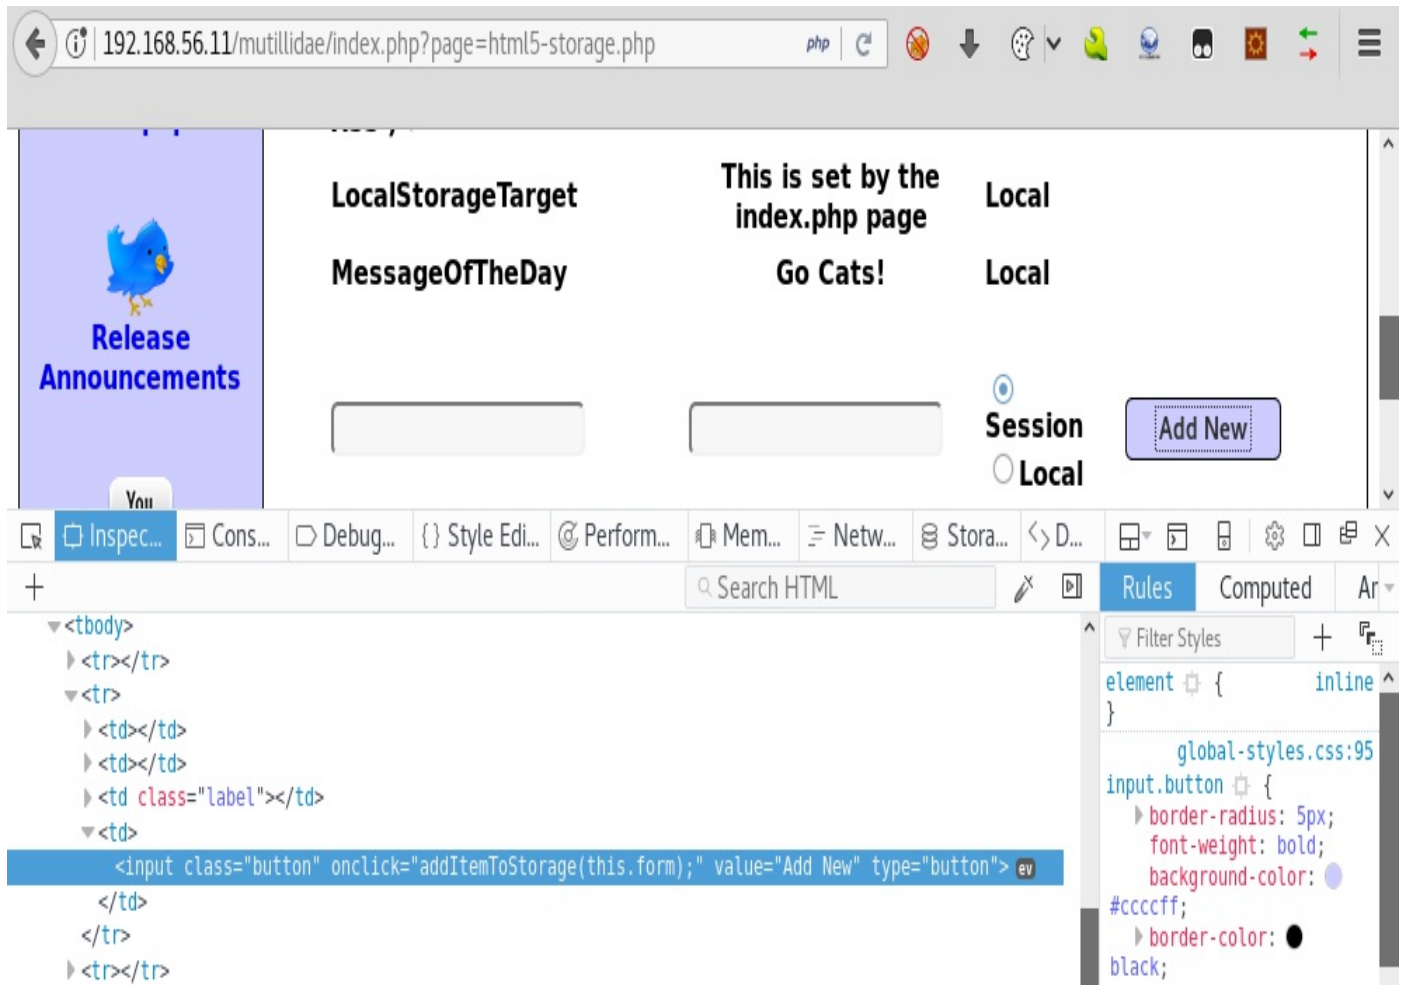 192.168.56.11/mutillidae/index.php?page=html5-storage.php
php
LocalStorageTarget
This is set by the
index.php page
Local
MessageOfTheDay
Go Cats!
Local
Release
Announcements
Session
Local
Add New
You
Inspec...
Cons...
Debug...
{} Style Edi...
Perform...
Mem...
Netw...
Stora...
D...
+
Search HTML
Rules
Computed
Ar
Filter Styles
+
<tbody>
<tr></tr>
<tr>
<td></td>
<td></td>
<td class="label"></td>
<td>
<input class="button" onclick="addItemToStorage(this.form);" value="Add New" type="button"> ev
</td>
</tr>
<tr></tr>
element {
inline
}
global-styles.css:95
input.button {
border-radius: 5px;
font-weight: bold;
background-color:
#ccccff;
border-color:
black;